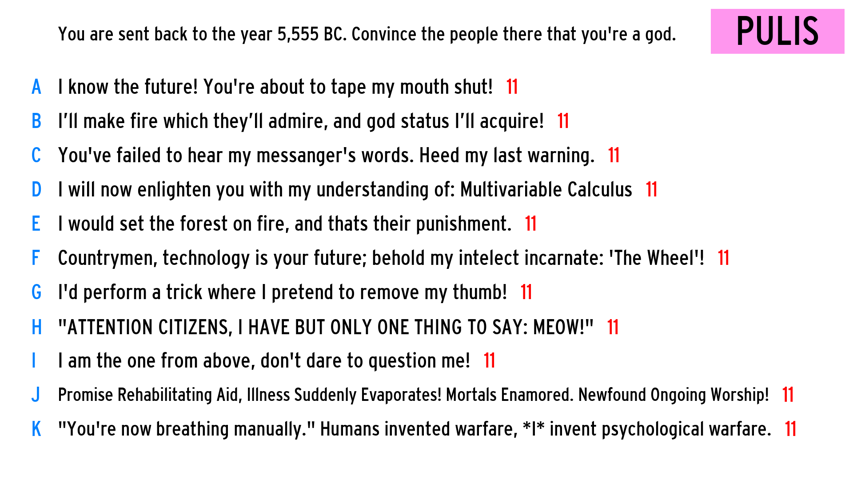 You are sent back to the year 5,555 BC. Convince the people there that you're a god.
PULIS
A I know the future! You're about to tape my mouth shut! 11
B I’ll make fire which they’ll admire, and god status I’ll acquire! 11
C You've failed to hear my messanger's words. Heed my last warning. 11
D I will now enlighten you with my understanding of: Multivariable Calculus 11
E I would set the forest on fire, and thats their punishment. 11
F Countrymen, technology is your future; behold my intelect incarnate: 'The Wheel'! 11
G I'd perform a trick where I pretend to remove my thumb! 11
H "ATTENTION CITIZENS, I HAVE BUT ONLY ONE THING TO SAY: MEOW!" 11
I I am the one from above, don't dare to question me! 11
J Promise Rehabilitating Aid, Illness Suddenly Evaporates! Mortals Enamored. Newfound Ongoing Worship! 11
K "You're now breathing manually." Humans invented warfare, *I* invent psychological warfare. 11